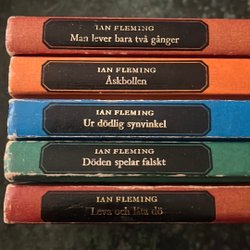 IAN FLEMING
Man lever bara två gånger
IAN FLEMING
Åskbollen
IAN FLEMING
Ur dödlig synvinkel
IAN FLEMING
Döden spelar falskt
IAN FLEMING
Leva och låta dö